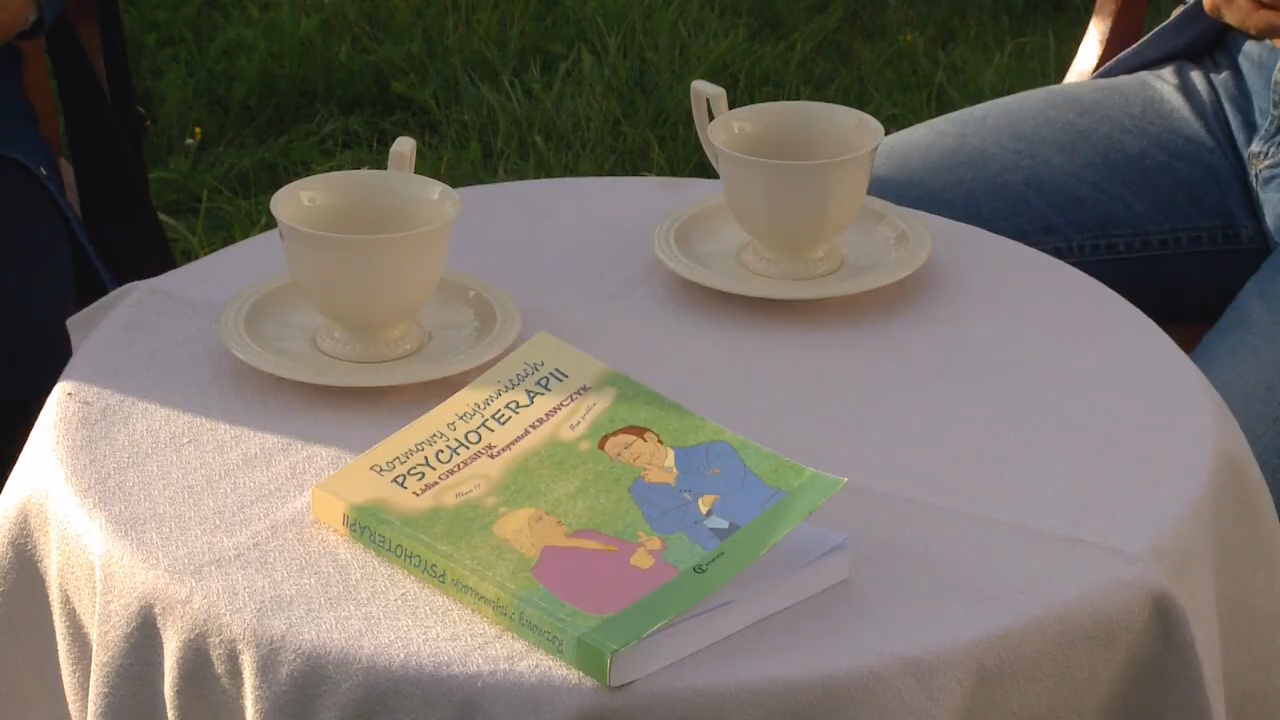 Rozmowy o tajemnicach
PSYCHOTERAPII
Lidia GRZESIUK
Krzysztof KRAWCZYK
Rozmowy o tajemnicach PSYCHOTERAPII